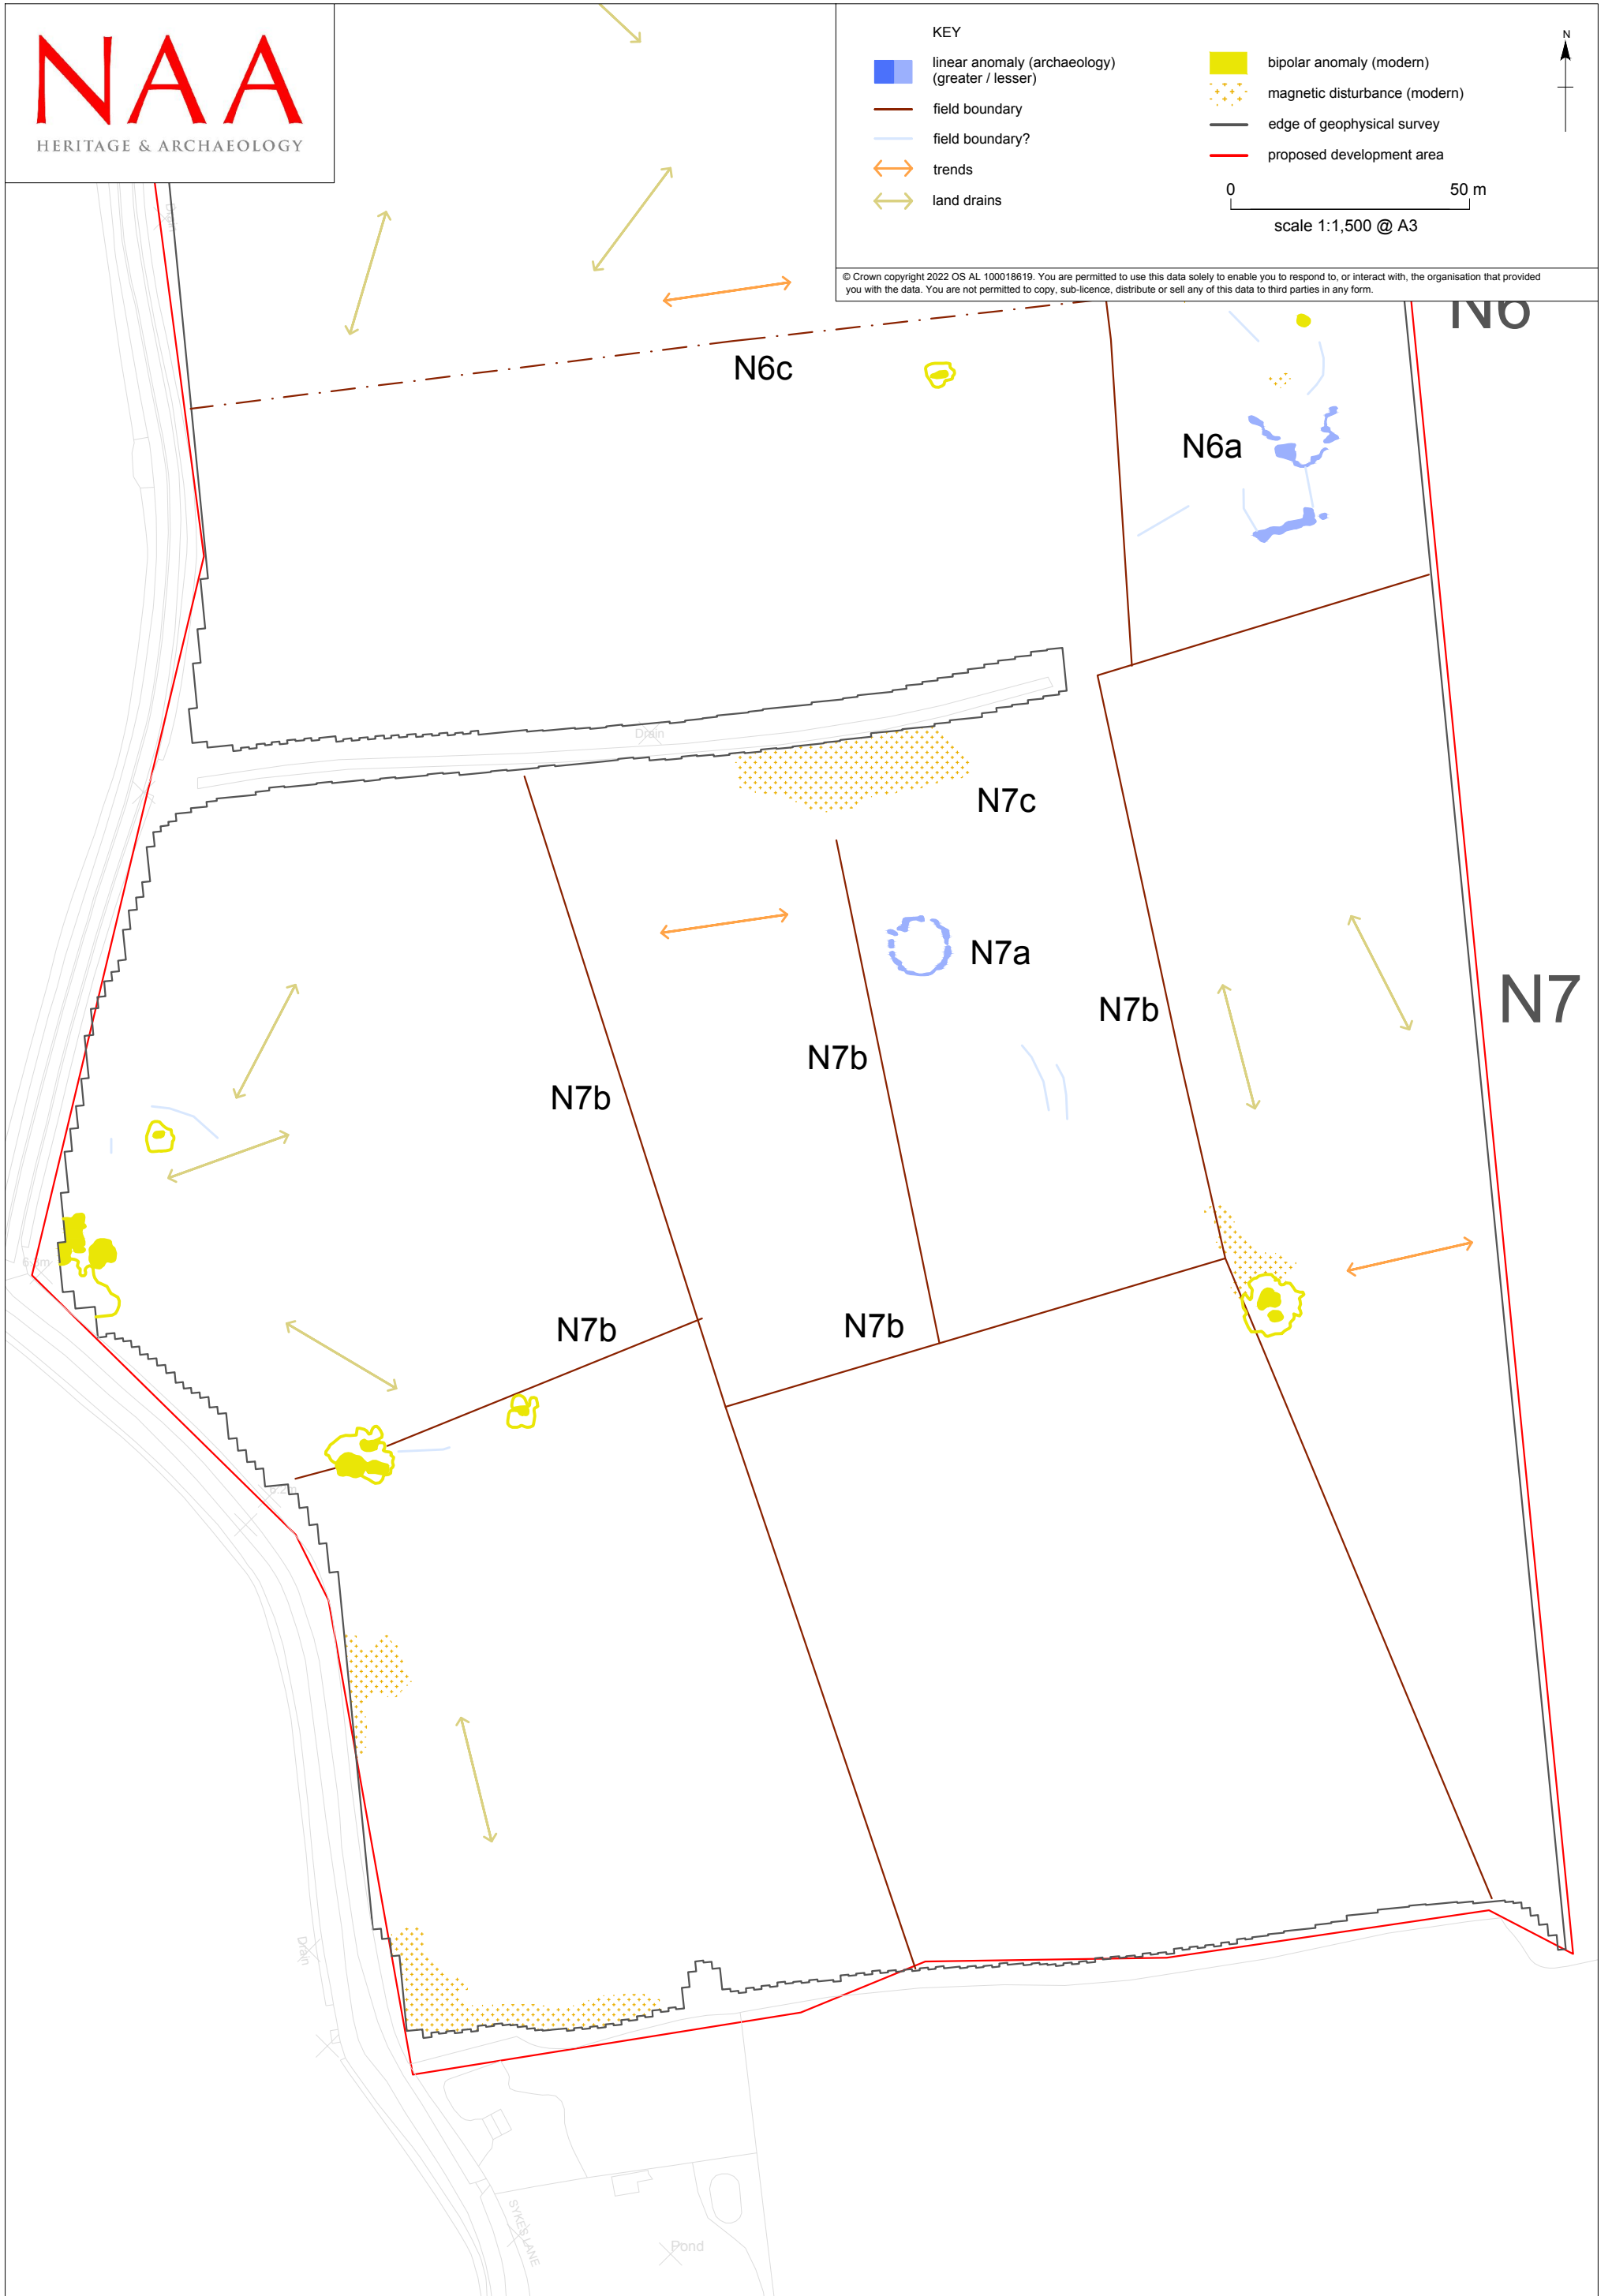 NAA
HERITAGE & ARCHAEOLOGY
KEY
linear anomaly (archaeology)
(greater / lesser)
field boundary
field boundary?
trends
land drains
bipolar anomaly (modern)
magnetic disturbance (modern)
edge of geophysical survey
proposed development area
0 50 m
scale 1:1,500 @ A3
N
© Crown copyright 2022 OS AL 100018619. You are permitted to use this data solely to enable you to respond to, or interact with, the organisation that provided
you with the data. You are not permitted to copy, sub-licence, distribute or sell any of this data to third parties in any form.
Drain
N6
N6c
N6a
Drain
N7c
N7a
N7
N7b
N7b
N7b
N7b
N7b
Drain
SYKES LANE
Pond